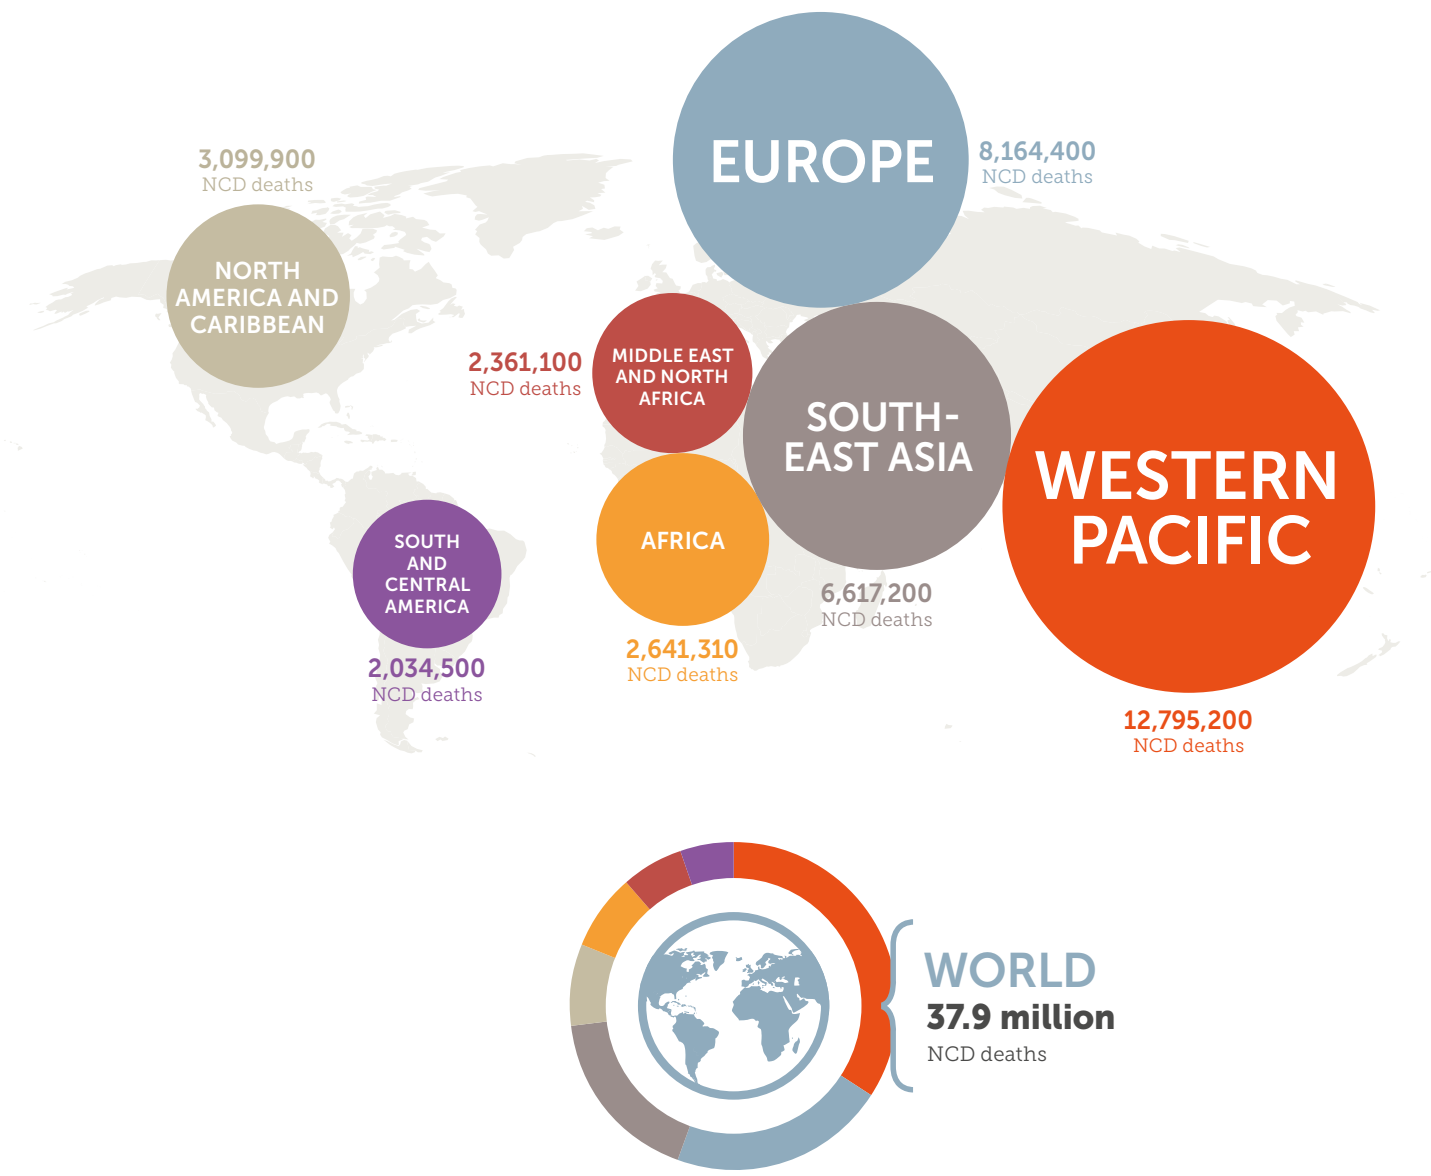 EUROPE
8,164,400
NCD deaths
3,099,900
NCD deaths
NORTH
AMERICA AND
CARIBBEAN
2,361,100
NCD deaths
MIDDLE EAST
AND NORTH
AFRICA
SOUTH-
EAST ASIA
6,617,200
NCD deaths
WESTERN
PACIFIC
12,795,200
NCD deaths
AFRICA
2,641,310
NCD deaths
SOUTH
AND
CENTRAL
AMERICA
2,034,500
NCD deaths
WORLD
37.9 million
NCD deaths